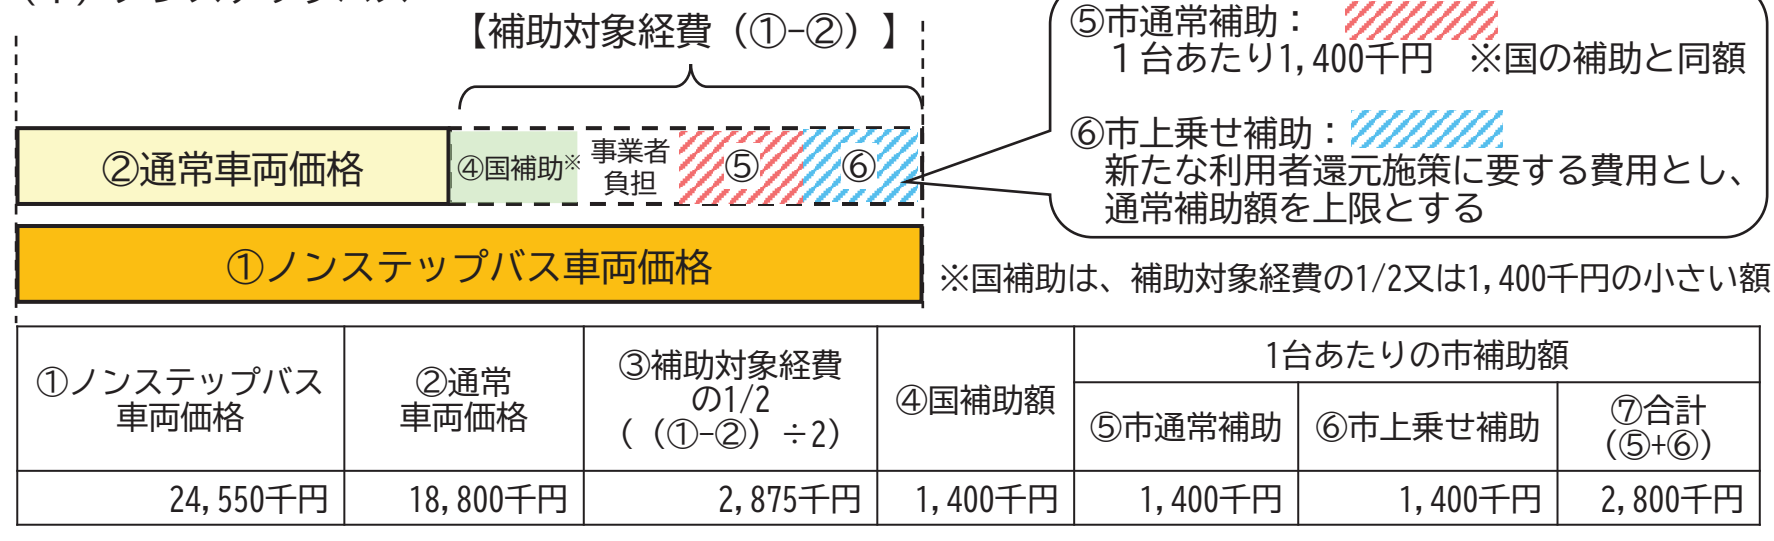 【補助対象経費（①-②）】
⑤市通常補助：
１台あたり1,400千円　※国の補助と同額
⑥市上乗せ補助：
新たな利用者還元施策に要する費用とし、
通常補助額を上限とする
②通常車両価格
④国補助※
事業者
負担
⑤
⑥
①ノンステップバス車両価格
※国補助は、補助対象経費の1/2又は1,400千円の小さい額
①ノンステップバス
車両価格
②通常
車両価格
③補助対象経費
の1/2
(（①-②）÷2)
④国補助額
1台あたりの市補助額
⑤市通常補助
⑥市上乗せ補助
⑦合計
(⑤+⑥)
24,550千円
18,800千円
2,875千円
1,400千円
1,400千円
1,400千円
2,800千円